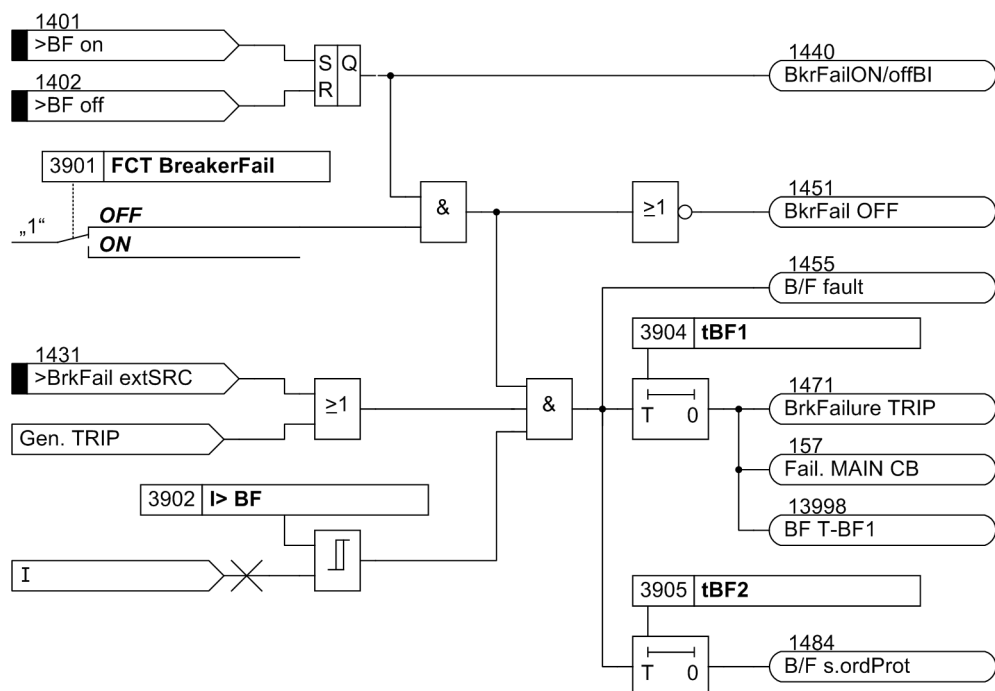 1401
>BF on
1402
>BF off
S Q
R
1440
BkrFailON/offBI
3901 FCT BreakerFail
„1“
OFF
ON
&
≥1
1451
BkrFail OFF
1455
B/F fault
3904 tBF1
1431
>BrkFail extSRC
Gen. TRIP
≥1
&
T 0
1471
BrkFailure TRIP
157
Fail. MAIN CB
13998
BF T-BF1
3902 I> BF
I
3905 tBF2
T 0
1484
B/F s.ordProt